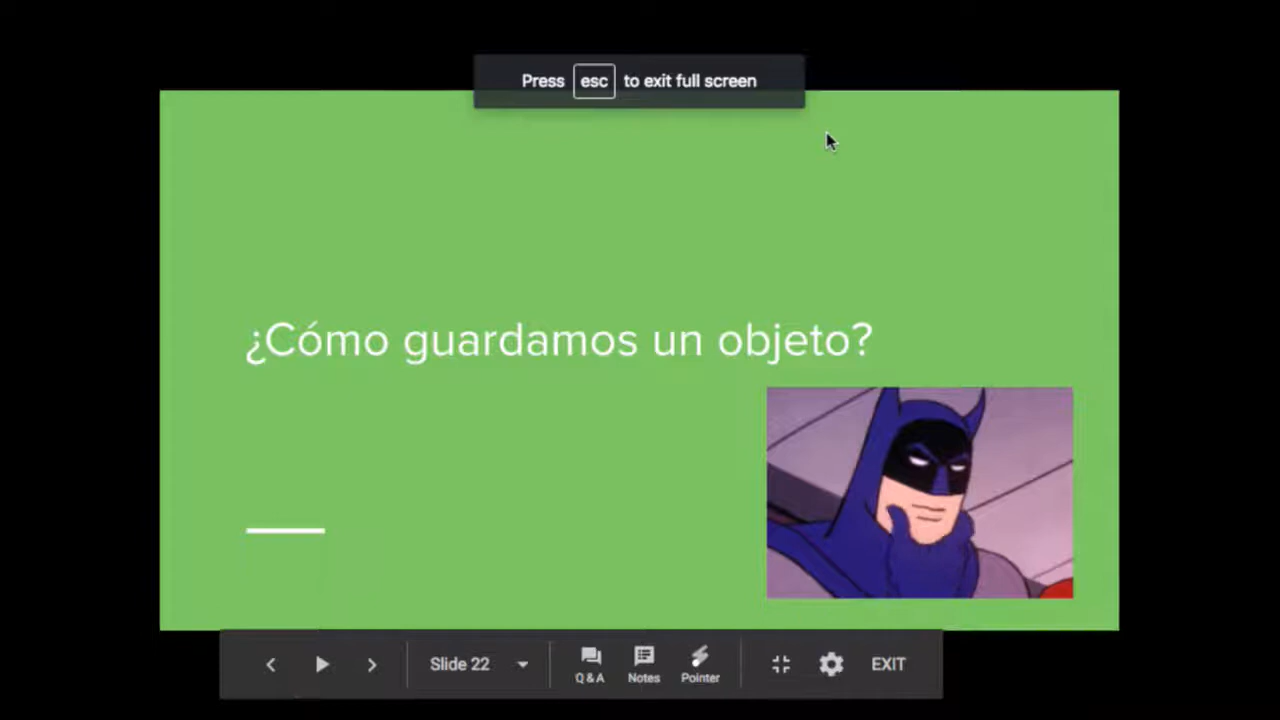 Press esc to exit full screen
¿Cómo guardamos un objeto?
Slide 22
Q & A
Notes
Pointer
EXIT